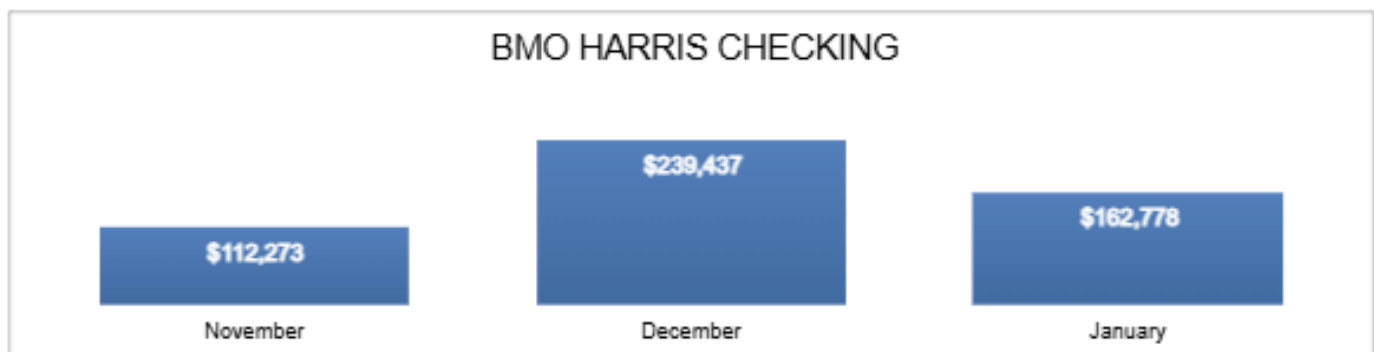 BMO HARRIS CHECKING
$239,437
$162,778
$112,273
November December January